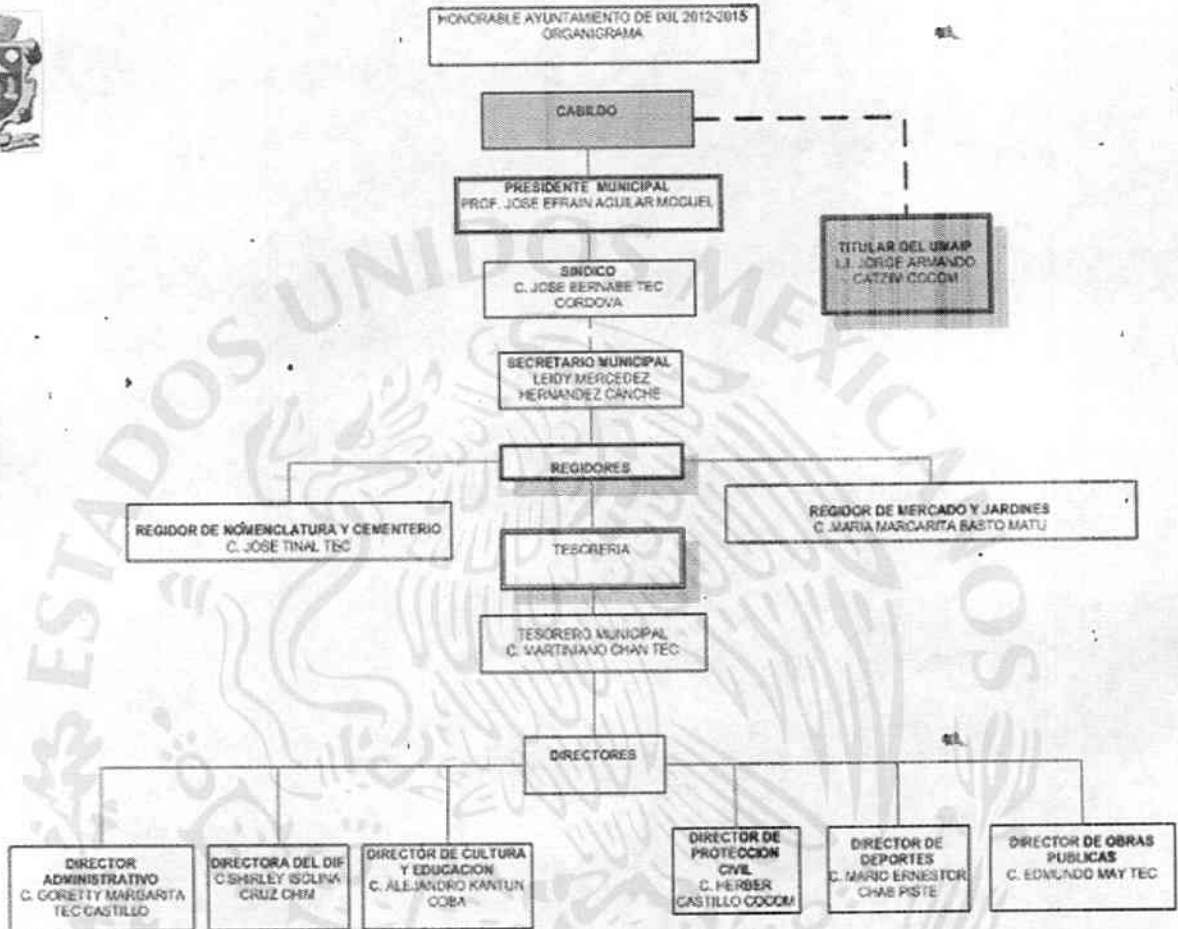 HONORABLE AYUNTAMIENTO DE IXIL 2012-2015
ORGANIGRAMA
CABILDO
PRESIDENTE MUNICIPAL
PROF. JOSE EFRAIN AGUILAR MOGUEL
TITULAR DEL UMAIP
JORGE ARMANDO
CATZIM COCOM
SINDICO
C. JOSE BERNABE TEC
CORDOVA
SECRETARIO MUNICIPAL
LEIDY MERCEDEZ
HERNANDEZ CANCHE
REGIDORES
REGIDOR DE NOMENCLATURA Y CEMENTERIO
C. JOSE TINAL TEC
REGIDOR DE MERCADO Y JARDINES
C. MARIA MARGARITA BASTO MATU
TESORERIA
TESORERO MUNICIPAL
C. MARTINIANO CHAN TEC
DIRECTORES
DIRECTOR
ADMINISTRATIVO
C. GORETTY MARGARITA
TEC CASTILLO
DIRECTORA DEL DIF
C.SHIRLEY ISOLINA
CRUZ CHIM
DIRECTOR DE CULTURA
Y EDUCACION
C. ALEJANDRO KANTUN
COBA
DIRECTOR DE
PROTECCION
CIVIL
C. HERBER
CASTILLO COCOM
DIRECTOR DE
DEPORTES
C. MARIO ERNESTOR
CHAB PISTE
DIRECTOR DE OBRAS
PUBLICAS
C. EDMUNDO MAY TEC
ESTADOS UNIDOS MEXICANOS